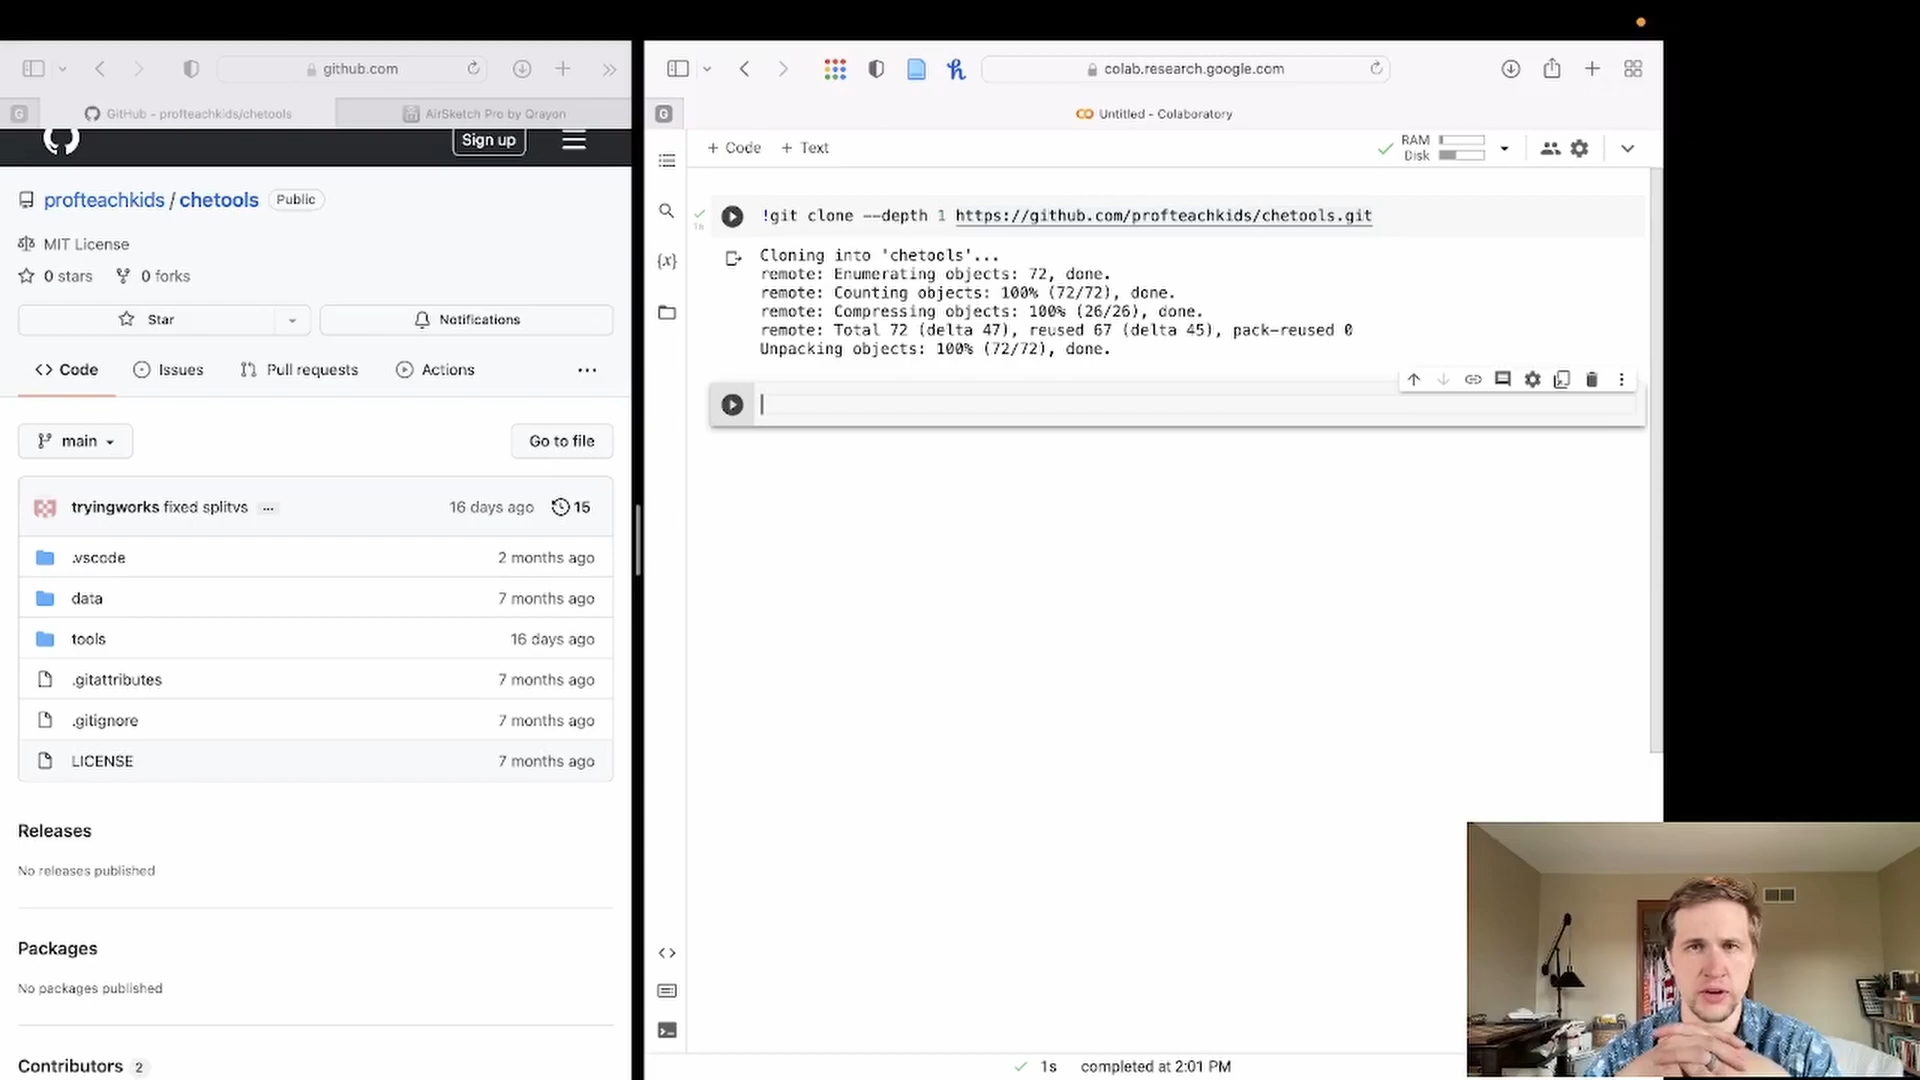 github.com
GitHub - profteachkids/chetools
AirSketch Pro by Qrayon
Sign up
profteachkids / chetools Public
MIT License
0 stars 0 forks
Star
Notifications
Code
Issues
Pull requests
Actions
main
Go to file
tryingworks fixed splitvs ... 16 days ago 15
.vscode 2 months ago
data 7 months ago
tools 16 days ago
.gitattributes 7 months ago
.gitignore 7 months ago
LICENSE 7 months ago
Releases
No releases published
Packages
No packages published
Contributors 2
colab.research.google.com
G
G
Untitled - Colaboratory
+ Code + Text
RAM
Disk
!git clone --depth 1 https://github.com/profteachkids/chetools.git
1s
Cloning into 'chetools'...
remote: Enumerating objects: 72, done.
remote: Counting objects: 100% (72/72), done.
remote: Compressing objects: 100% (26/26), done.
remote: Total 72 (delta 47), reused 67 (delta 45), pack-reused 0
Unpacking objects: 100% (72/72), done.
{x}
1s completed at 2:01 PM